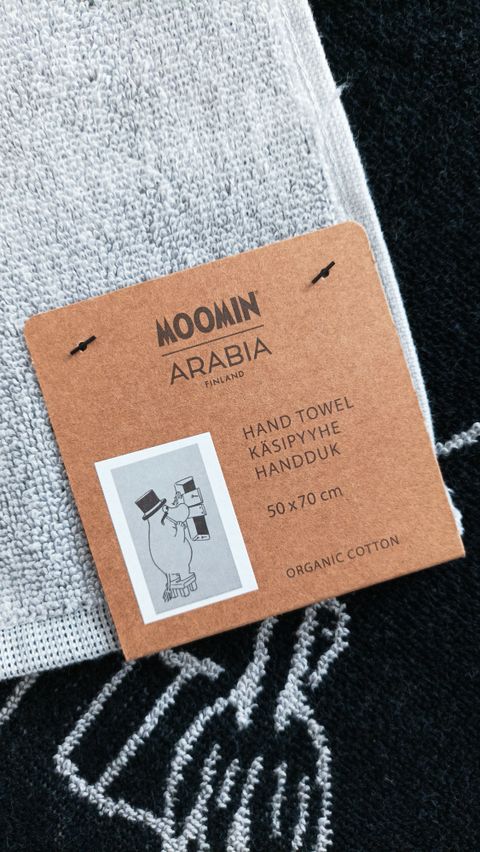 MOOMIN
ARABIA
FINLAND
HAND TOWEL
KÄSIPYYHE
HANDDUK
50 x 70 cm
ORGANIC COTTON